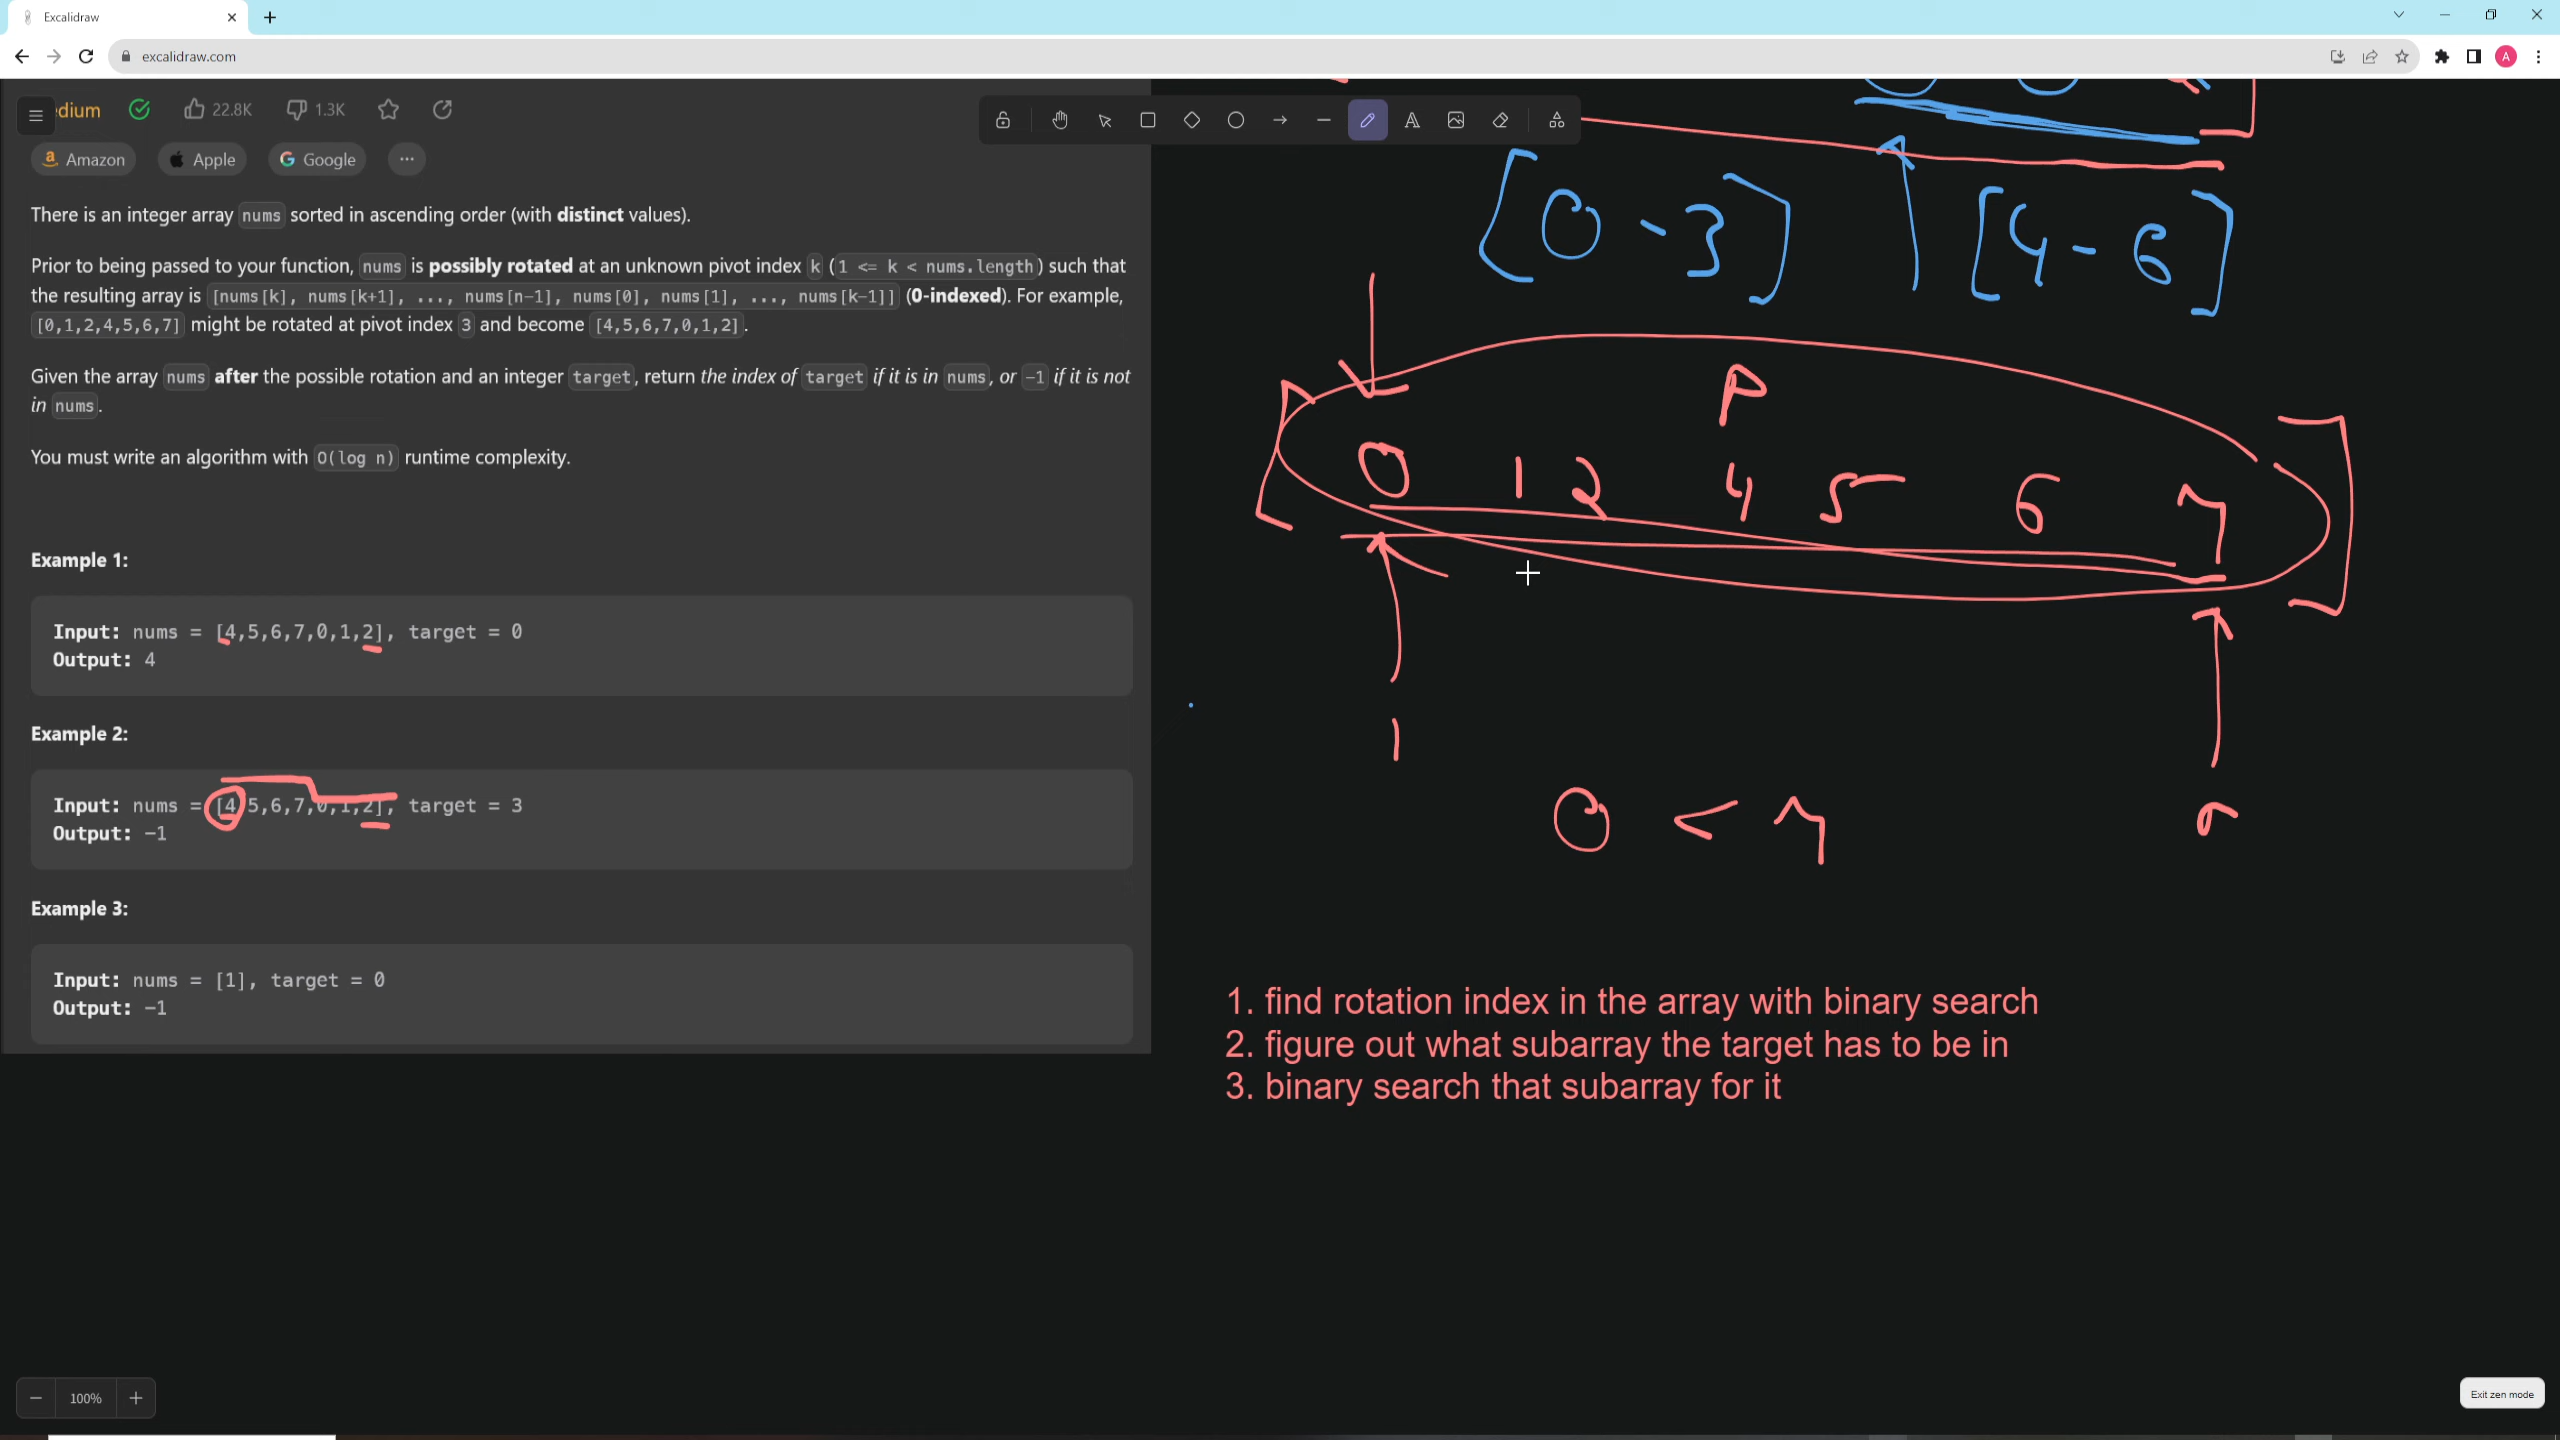 Excalidraw
excalidraw.com
A
edium 22.8K 1.3K
Amazon Apple Google ...
There is an integer array nums sorted in ascending order (with distinct values).
Prior to being passed to your function, nums is possibly rotated at an unknown pivot index k (1 <= k < nums.length) such that
the resulting array is [nums[k], nums[k+1], ..., nums[n-1], nums[0], nums[1], ..., nums[k-1]] (0-indexed). For example,
[0,1,2,4,5,6,7] might be rotated at pivot index 3 and become [4,5,6,7,0,1,2].
Given the array nums after the possible rotation and an integer target, return the index of target if it is in nums, or -1 if it is not
in nums.
You must write an algorithm with O(log n) runtime complexity.
Example 1:
Input: nums = [4,5,6,7,0,1,2], target = 0
Output: 4
Example 2:
Input: nums = [4,5,6,7,0,1,2], target = 3
Output: -1
Example 3:
Input: nums = [1], target = 0
Output: -1
[0-3] [4-6]
P
[0 1 2 4 5 6 7]
l r
0 < 7
1. find rotation index in the array with binary search
2. figure out what subarray the target has to be in
3. binary search that subarray for it
100%
Exit zen mode